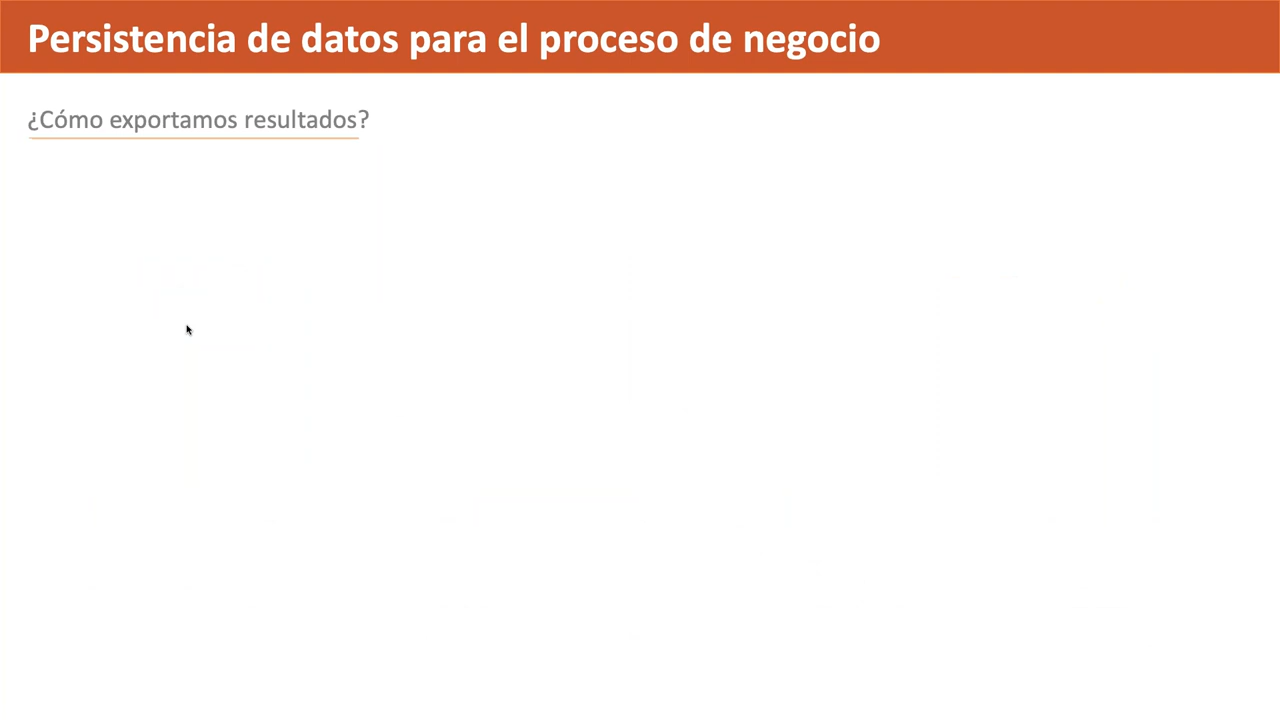 Persistencia de datos para el proceso de negocio
¿Cómo exportamos resultados?